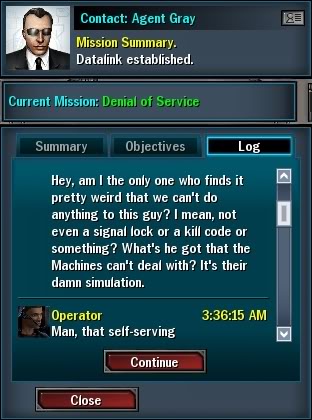 Contact: Agent Gray
Mission Summary.
Datalink established.
Current Mission: Denial of Service
Summary
Objectives
Log
Hey, am I the only one who finds it
pretty weird that we can't do
anything to this guy? I mean, not
even a signal lock or a kill code or
something? What's he got that the
Machines can't deal with? It's their
damn simulation.
Operator 3:36:15 AM
Man, that self-serving
Continue
Close